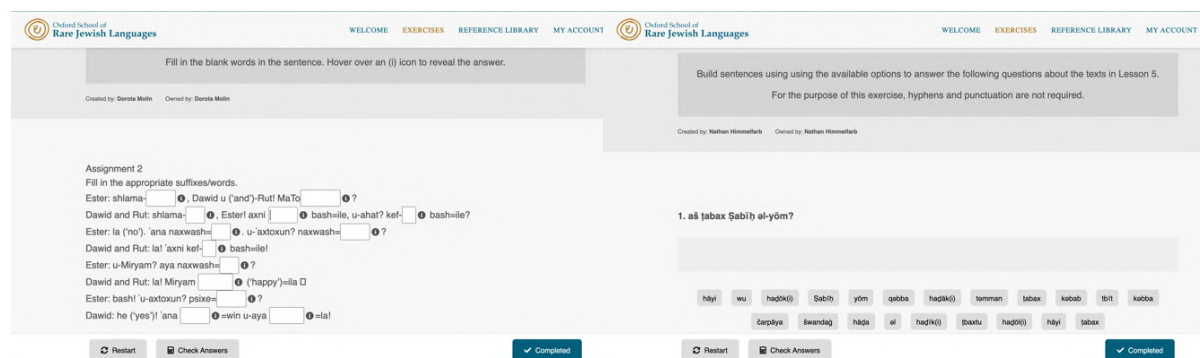 Oxford School of
Rare Jewish Languages
WELCOME EXERCISES REFERENCE LIBRARY MY ACCOUNT
Fill in the blank words in the sentence. Hover over an (i) icon to reveal the answer.
Created by: Dorota Molin Owned by: Dorota Molin
Assignment 2
Fill in the appropriate suffixes/words.
Ester: shlama- , Dawid u ('and')-Rut! MaTo ?
Dawid and Rut: shlama- , Ester! axni bash=ile, u-ahat? kef- bash=ile?
Ester: la ('no'). ʾana naxwash= . u-ʾaxtoxun? naxwash= ?
Dawid and Rut: la! ʾaxni kef- bash=ile!
Ester: u-Miryam? aya naxwash= ?
Dawid and Rut: la! Miryam ('happy')=ila
Ester: bash! ʾu-axtoxun? psixe= ?
Dawid: he ('yes')! ʾana =win u-aya =la!
Restart Check Answers Completed
Oxford School of
Rare Jewish Languages
WELCOME EXERCISES REFERENCE LIBRARY MY ACCOUNT
Build sentences using using the available options to answer the following questions about the texts in Lesson 5.
For the purpose of this exercise, hyphens and punctuation are not required.
Created by: Nathan Himmelfarb Owned by: Nathan Himmelfarb
1. aš ṭabax Ṣabīḥ əl-yōm?
hāyi wu haḏōk(i) Ṣabīḥ yōm qəbba haḏāk(i) təmman ṭabax kəbab tbīt kəbba
čarpāya šwandaġ hāḏa əl haḏīk(i) ṭbaxtu haḏōl(i) hāyi ṭabax
Restart Check Answers Completed